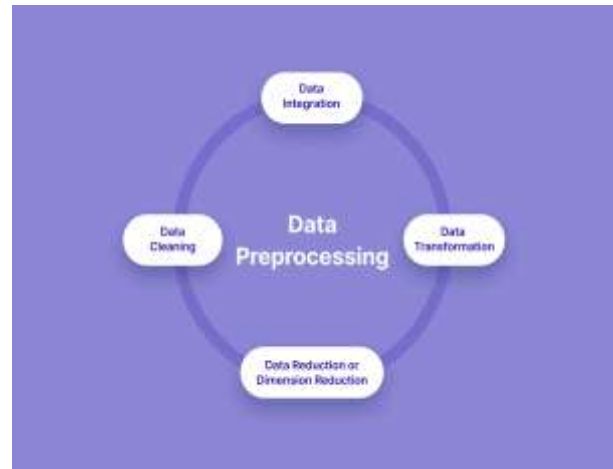 Data
Integration
Data
Cleaning
Data
Preprocessing
Data
Transformation
Data Reduction or
Dimension Reduction